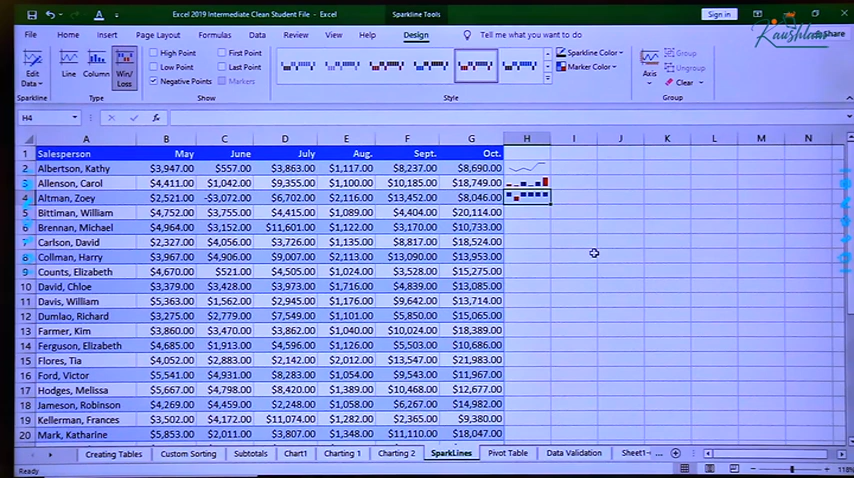 Excel 2019 Intermediate Clean Student File - Excel
Sparkline Tools
Sign in
Kaushlam
File Home Insert Page Layout Formulas Data Review View Help Design Tell me what you want to do Share
Edit Data Line Column Win/Loss
High Point First Point
Low Point Last Point
Negative Points Markers
Sparkline Color
Marker Color
Axis
Group
Ungroup
Clear
Sparkline Type Show Style Group
H4 fx
A B C D E F G H I J K L M N
1 Salesperson May June July Aug. Sept. Oct.
2 Albertson, Kathy $3,947.00 $557.00 $3,863.00 $1,117.00 $8,237.00 $8,690.00
3 Allenson, Carol $4,411.00 $1,042.00 $9,355.00 $1,100.00 $10,185.00 $18,749.00
4 Altman, Zoey $2,521.00 -$3,072.00 $6,702.00 $2,116.00 $13,452.00 $8,046.00
5 Bittiman, William $4,752.00 $3,755.00 $4,415.00 $1,089.00 $4,404.00 $20,114.00
6 Brennan, Michael $4,964.00 $3,152.00 $11,601.00 $1,122.00 $3,170.00 $10,733.00
7 Carlson, David $2,327.00 $4,056.00 $3,726.00 $1,135.00 $8,817.00 $18,524.00
8 Collman, Harry $3,967.00 $4,906.00 $9,007.00 $2,113.00 $13,090.00 $13,953.00
9 Counts, Elizabeth $4,670.00 $521.00 $4,505.00 $1,024.00 $3,528.00 $15,275.00
10 David, Chloe $3,379.00 $3,428.00 $3,973.00 $1,716.00 $4,839.00 $13,085.00
11 Davis, William $5,363.00 $1,562.00 $2,945.00 $1,176.00 $9,642.00 $13,714.00
12 Dumlao, Richard $3,275.00 $2,779.00 $7,549.00 $1,101.00 $5,850.00 $15,065.00
13 Farmer, Kim $3,860.00 $3,470.00 $3,862.00 $1,040.00 $10,024.00 $18,389.00
14 Ferguson, Elizabeth $4,685.00 $1,913.00 $4,596.00 $1,126.00 $5,503.00 $10,686.00
15 Flores, Tia $4,052.00 $2,883.00 $2,142.00 $2,012.00 $13,547.00 $21,983.00
16 Ford, Victor $5,541.00 $4,931.00 $8,283.00 $1,054.00 $9,543.00 $11,967.00
17 Hodges, Melissa $5,667.00 $4,798.00 $8,420.00 $1,389.00 $10,468.00 $12,677.00
18 Jameson, Robinson $4,269.00 $4,459.00 $2,248.00 $1,058.00 $6,267.00 $14,982.00
19 Kellerman, Frances $3,502.00 $4,172.00 $11,074.00 $1,282.00 $2,365.00 $9,380.00
20 Mark, Katharine $5,853.00 $2,011.00 $3,807.00 $1,348.00 $11,110.00 $18,047.00
Creating Tables Custom Sorting Subtotals Chart1 Charting 1 Charting 2 SparkLines Pivot Table Data Validation Sheet1
Ready
118%